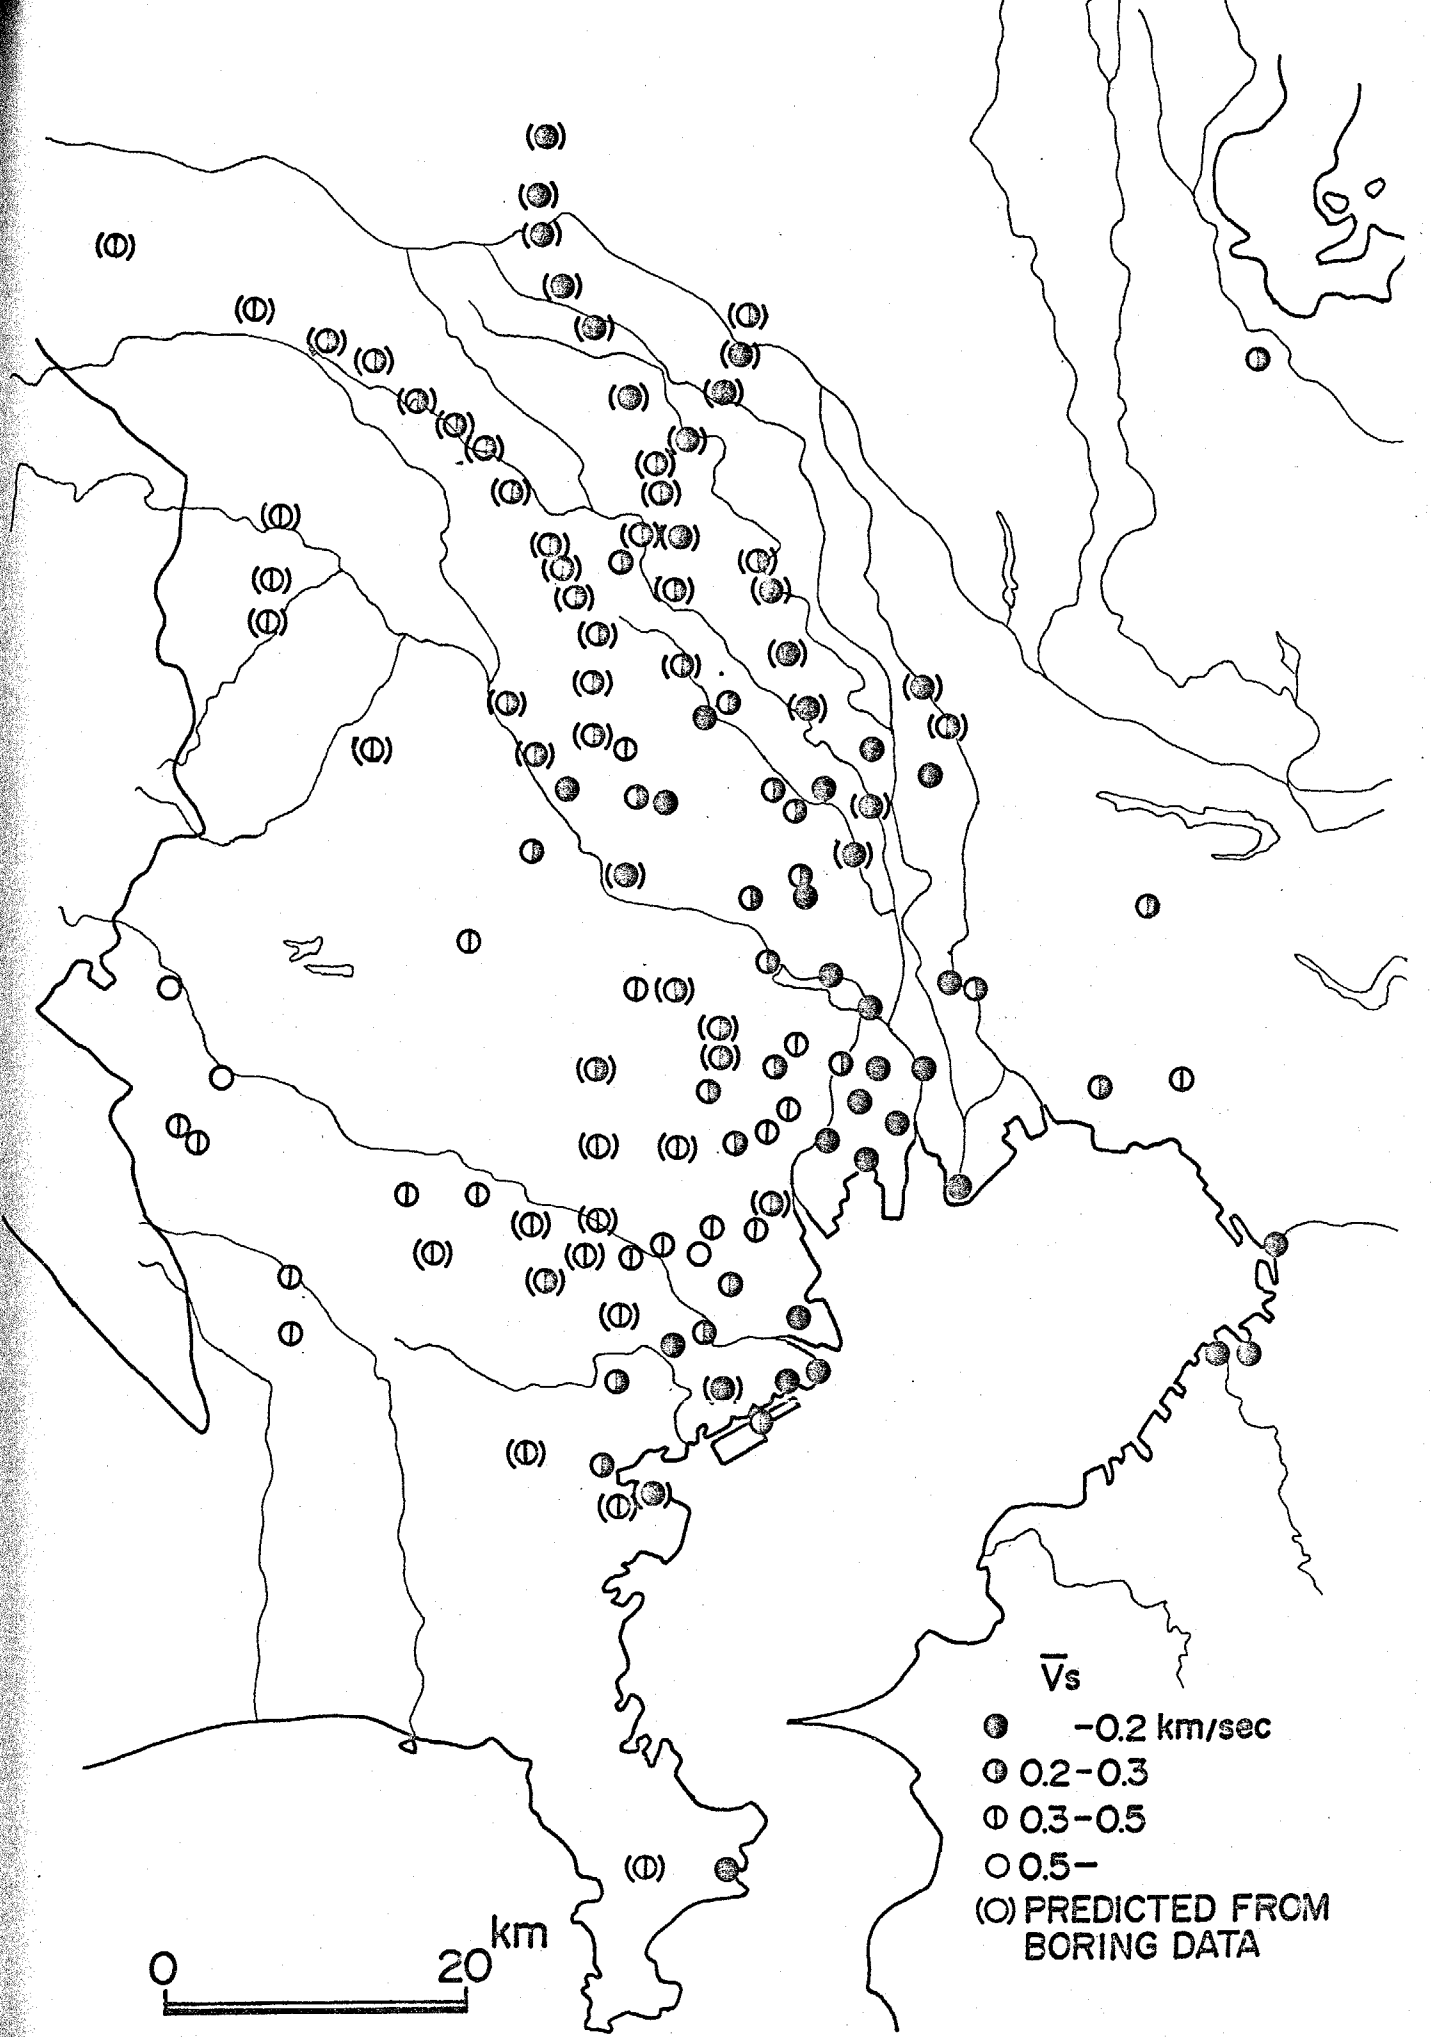 V̅s
-0.2 km/sec
0.2-0.3
0.3-0.5
0.5-
(○) PREDICTED FROM
BORING DATA
0 20 km